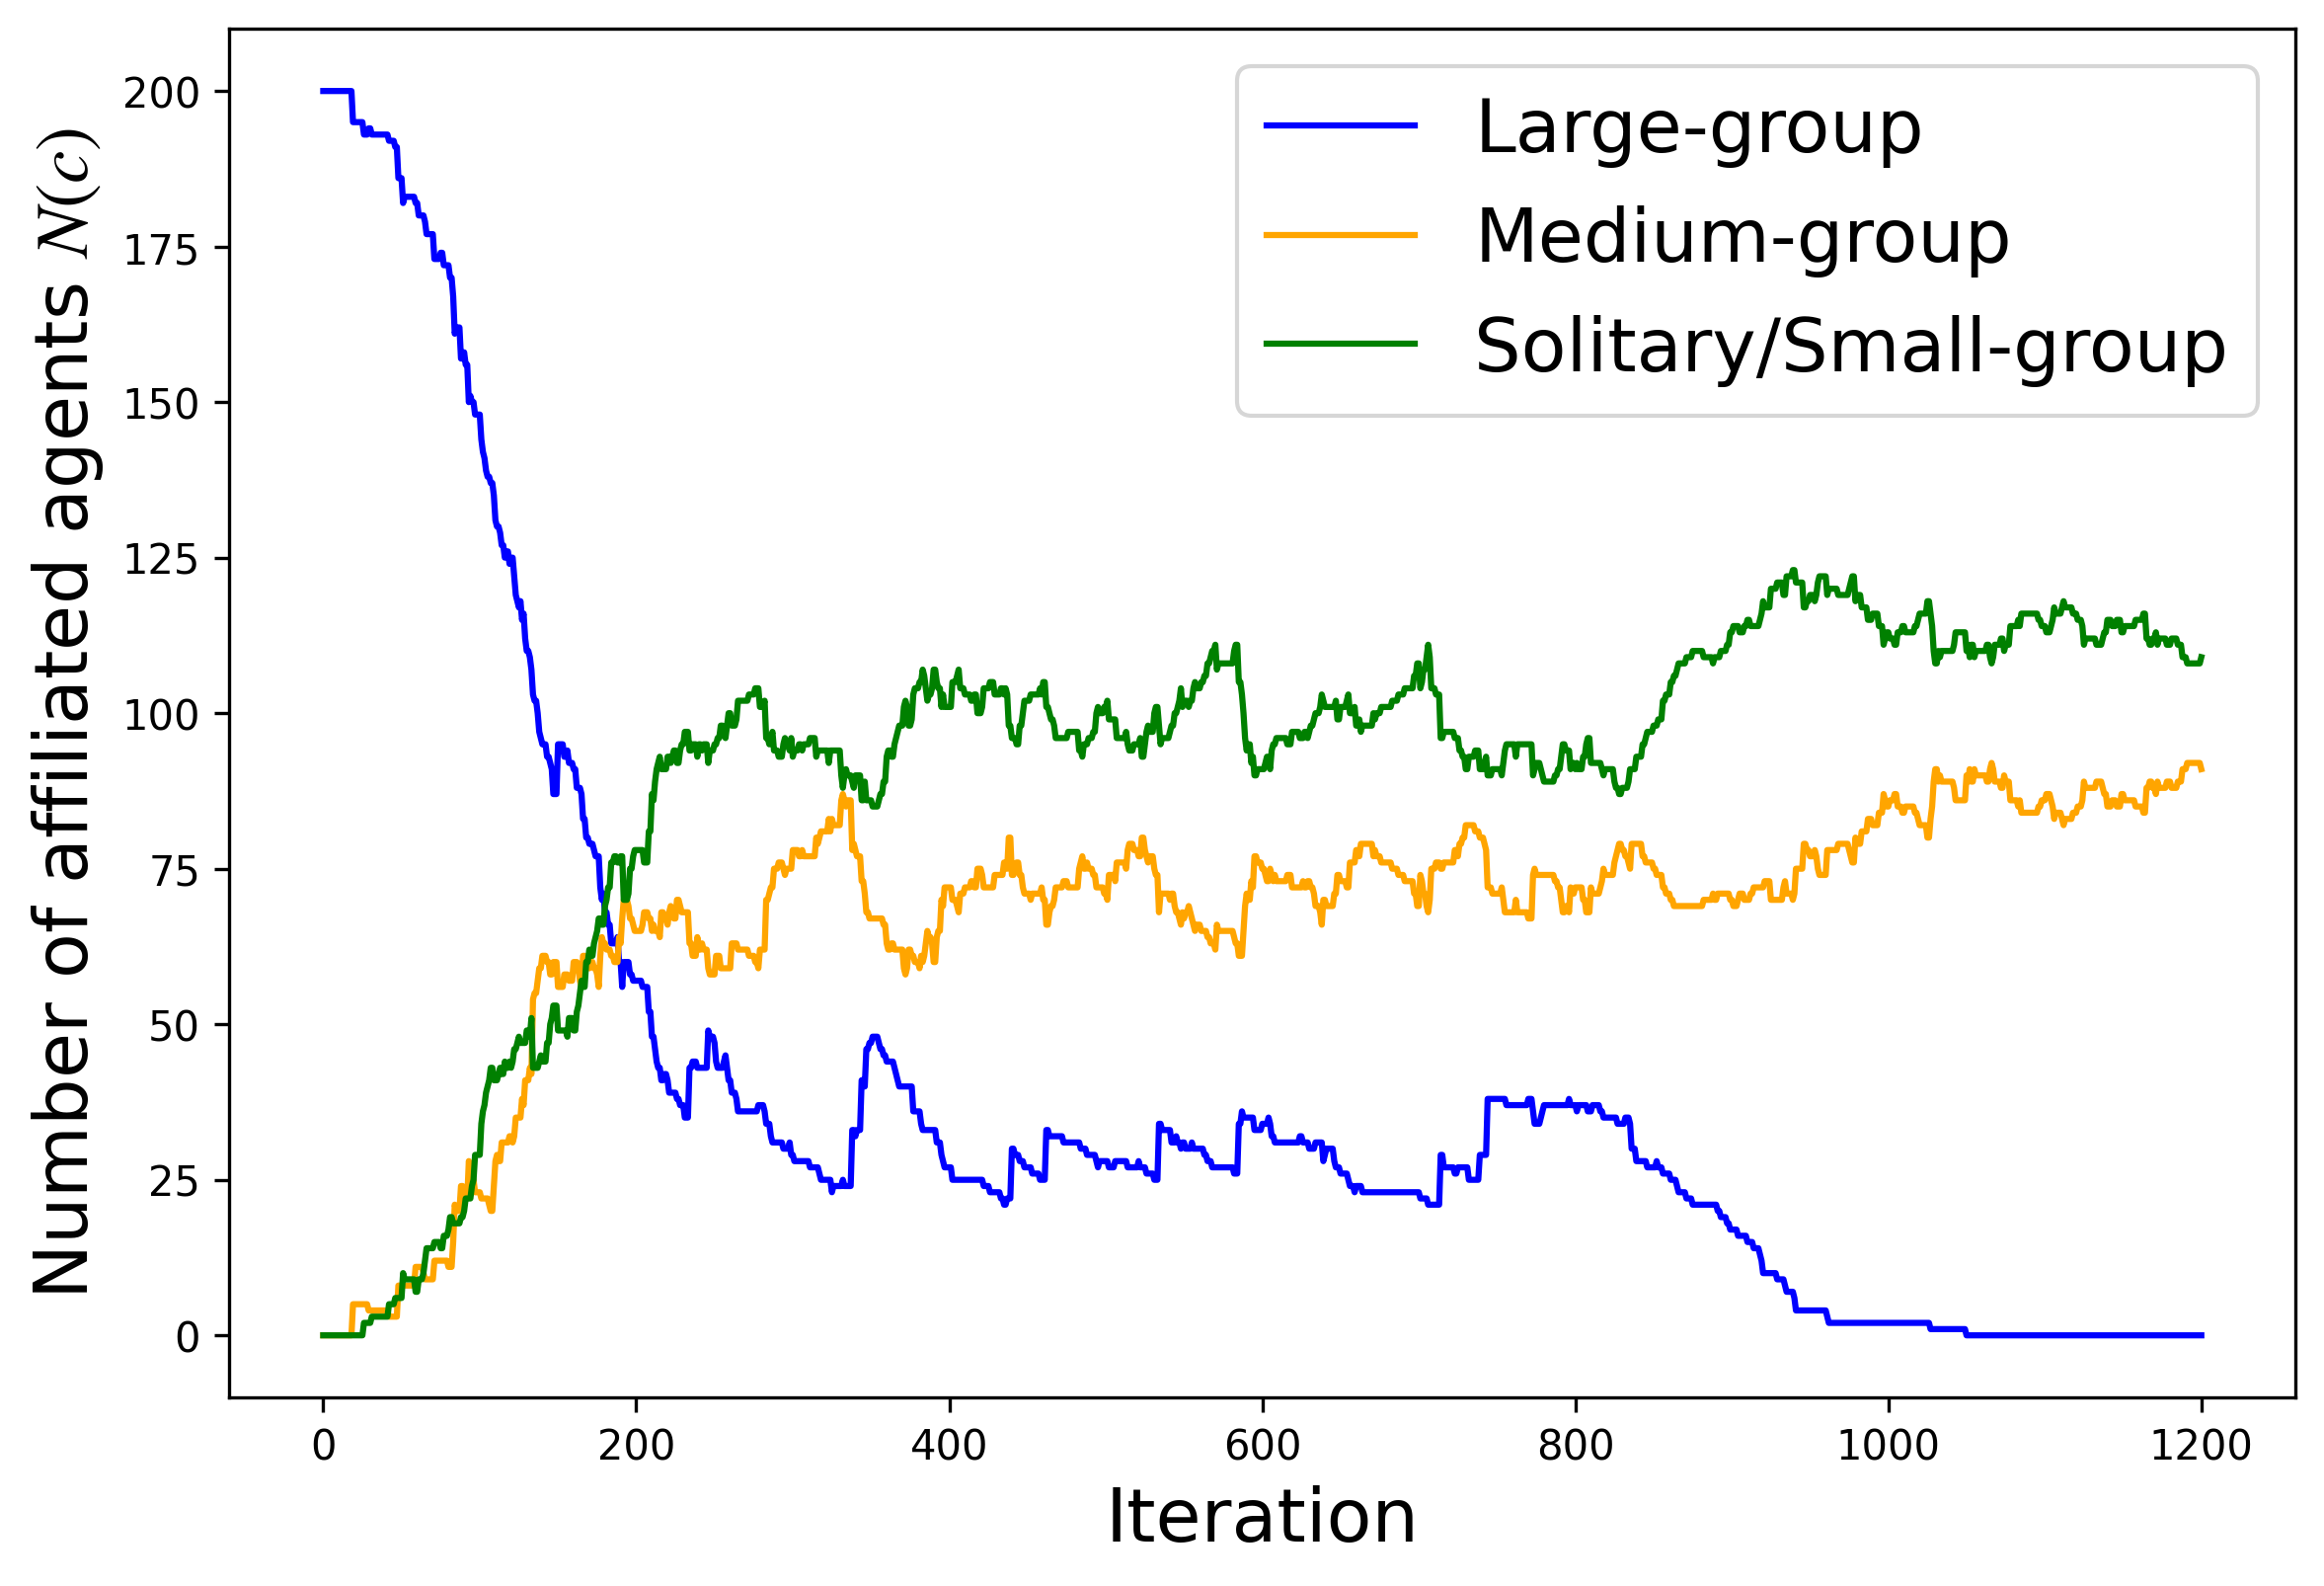 Number of affiliated agents N(c)
200
175
150
125
100
75
50
25
0
Large-group
Medium-group
Solitary/Small-group
0 200 400 600 800 1000 1200
Iteration